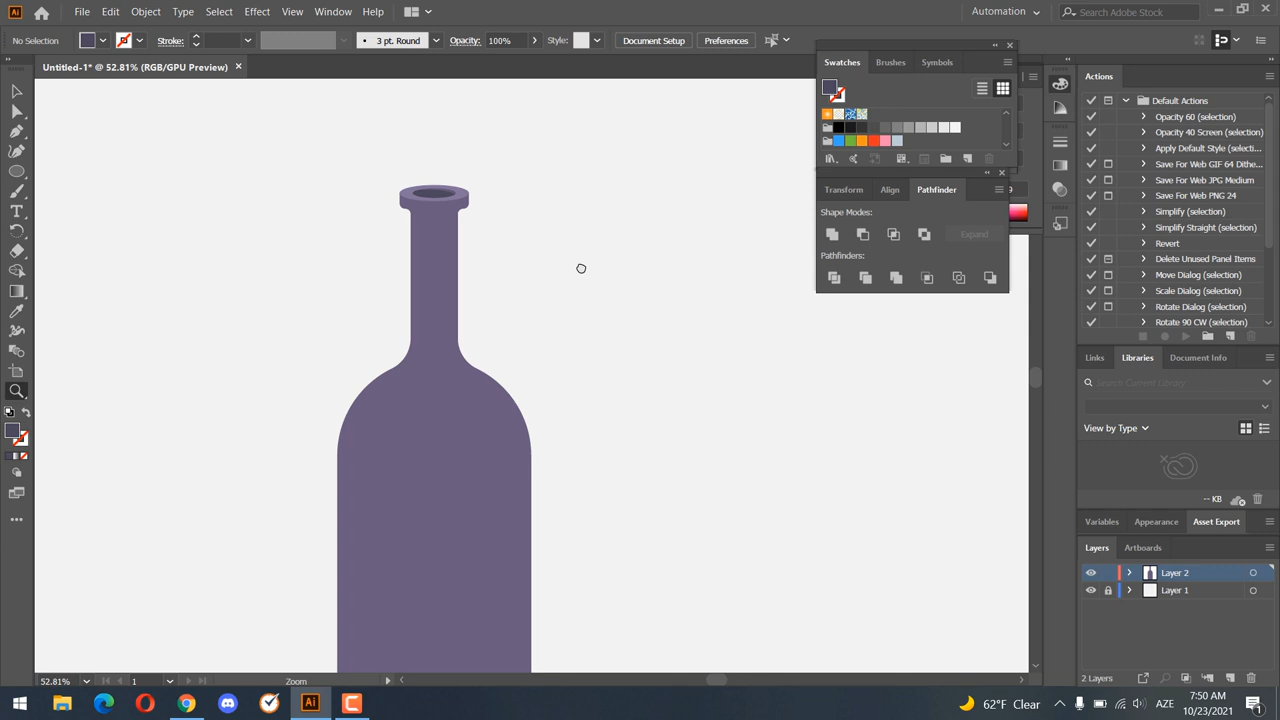 Ai File Edit Object Type Select Effect View Window Help Automation Search Adobe Stock
No Selection Stroke: 3 pt. Round Opacity: 100% Style: Document Setup Preferences
Untitled-1* @ 52.81% (RGB/GPU Preview)
Swatches Brushes Symbols
Transform Align Pathfinder
Shape Modes:
Expand
Pathfinders:
9
Actions
Default Actions
Opacity 60 (selection)
Opacity 40 Screen (selection)
Apply Default Style (selecti...
Save For Web GIF 64 Dithe...
Save For Web JPG Medium
Save For Web PNG 24
Simplify (selection)
Simplify Straight (selection)
Revert
Delete Unused Panel Items
Move Dialog (selection)
Scale Dialog (selection)
Rotate Dialog (selection)
Rotate 90 CW (selection)
Links Libraries Document Info
Search Current Library
View by Type
-- KB
Variables Appearance Asset Export
Layers Artboards
Layer 2
Layer 1
2 Layers
52.81% 1 Zoom
Ai 62°F Clear AZE 7:50 AM
10/23/2021 1